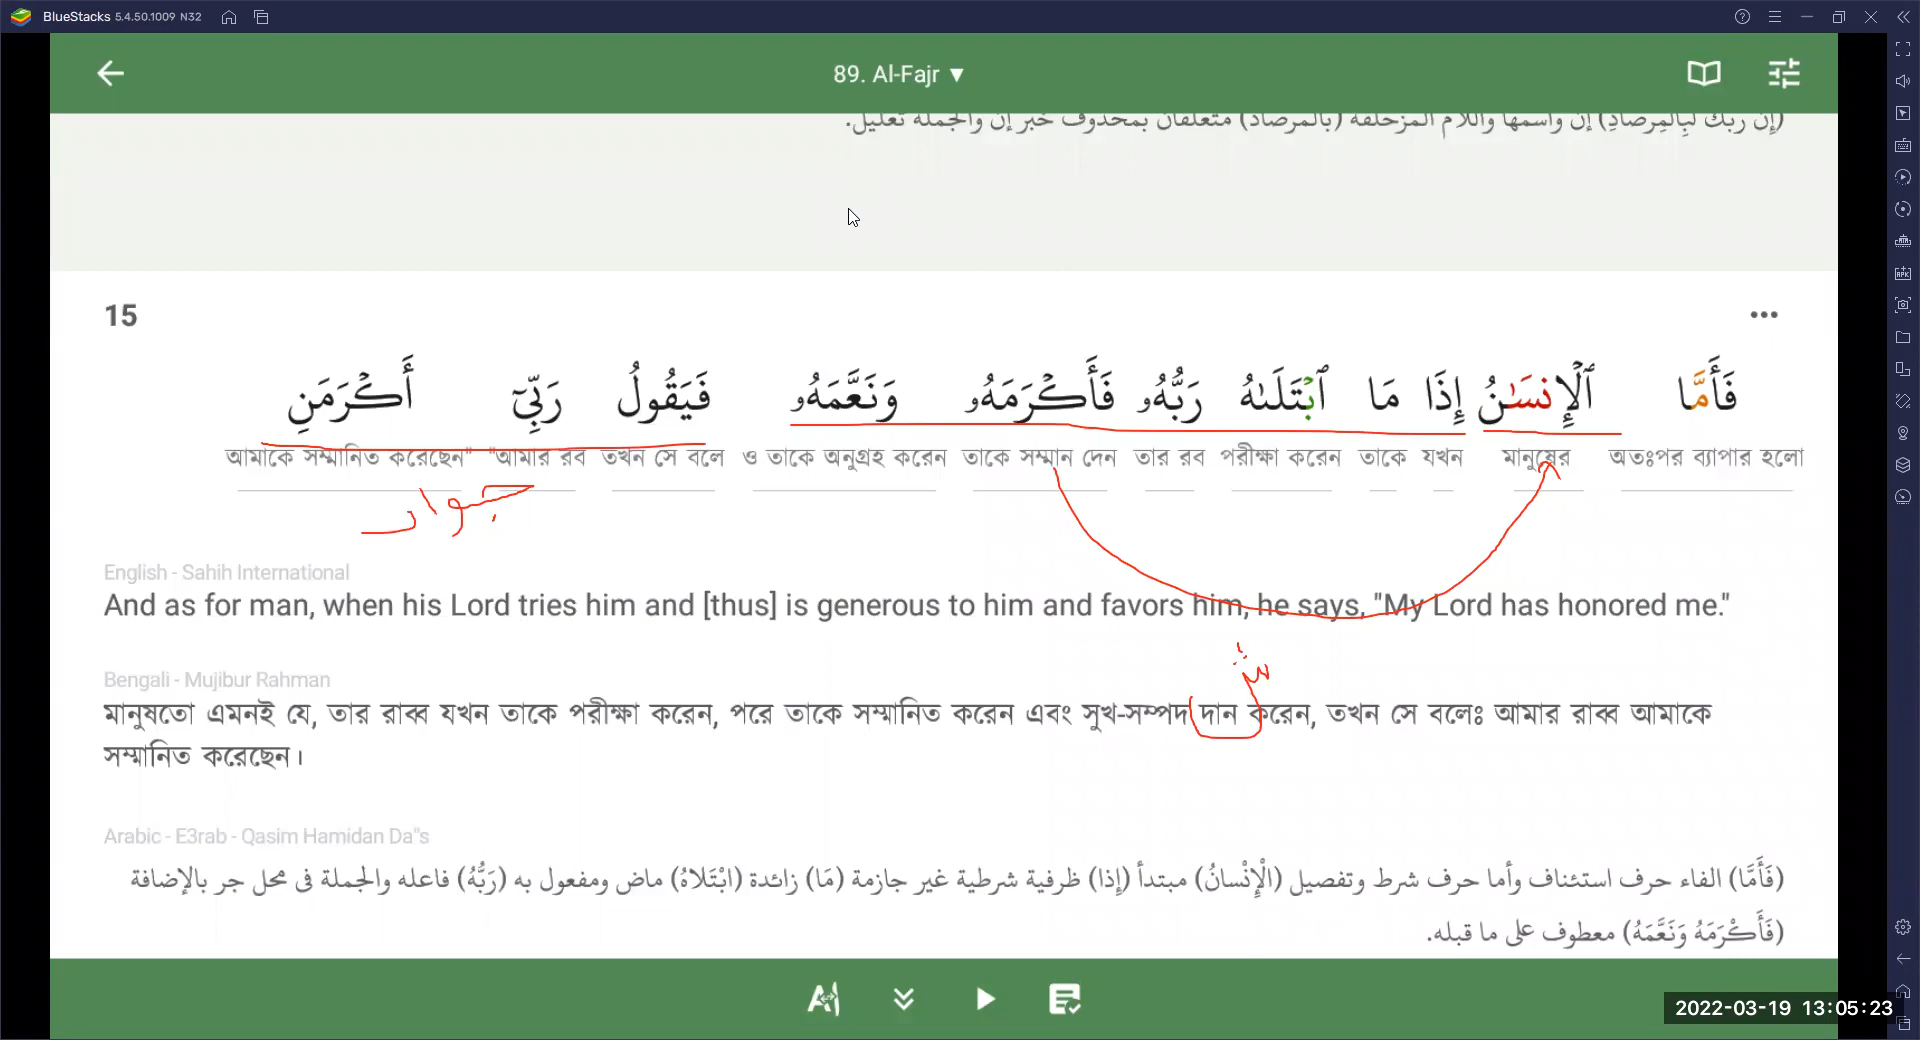 BlueStacks 5.4.50.1009 N32
89. Al-Fajr ▼
(إن ربك لَبِالْمِرصادِ) إن واسمها واللام المزحلقة (بالمرصاد) متعلقان بمحذوف خبر إن والجملة تعليل.
15
فَأَمَّا ٱلْإِنسَـٰنُ إِذَا مَا ٱبْتَلَىٰهُ رَبُّهُۥ فَأَكْرَمَهُۥ وَنَعَّمَهُۥ فَيَقُولُ رَبِّىٓ أَكْرَمَنِ
আমাকে সম্মানিত করেছেন" "আমার রব তখন সে বলে ও তাকে অনুগ্রহ করেন তাকে সম্মান দেন তার রব পরীক্ষা করেন তাকে যখন মানুষের অতঃপর ব্যাপার হলো
جواب
English - Sahih International
And as for man, when his Lord tries him and [thus] is generous to him and favors him, he says, "My Lord has honored me."
Bengali - Mujibur Rahman
মানুষতো এমনই যে, তার রাব্ব যখন তাকে পরীক্ষা করেন, পরে তাকে সম্মানিত করেন এবং সুখ-সম্পদ দান করেন, তখন সে বলেঃ আমার রাব্ব আমাকে
সম্মানিত করেছেন।
Arabic - E3rab - Qasim Hamidan Da"s
(فَأَمَّا) الفاء حرف استئناف وأما حرف شرط وتفصيل (الْإِنْسانُ) مبتدأ (إِذا) ظرفية شرطية غير جازمة (مَا) زائدة (ابْتَلاهُ) ماض ومفعول به (رَبُّهُ) فاعله والجملة في محل جر بالإضافة
(فَأَكْرَمَهُ وَنَعَّمَهُ) معطوف على ما قبله.
2022-03-19 13:05:23